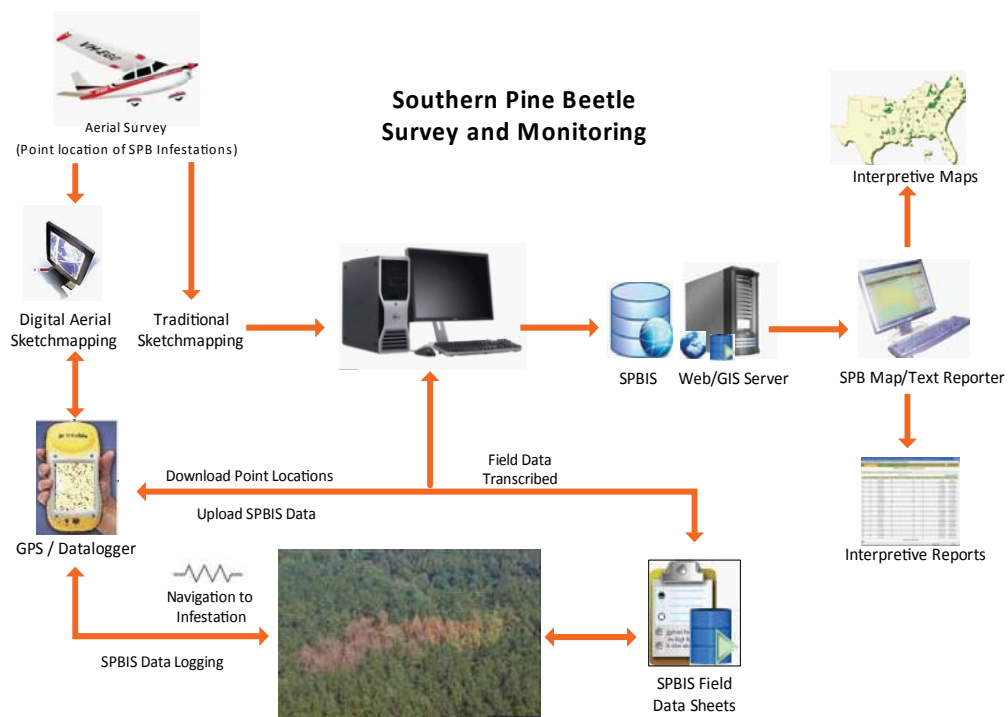 VH-EGO
Southern Pine Beetle
Survey and Monitoring
Aerial Survey
(Point location of SPB Infestations)
Interpretive Maps
Digital Aerial
Sketchmapping
Traditional
Sketchmapping
SPBIS
Web/GIS Server
SPB Map/Text Reporter
Download Point Locations
Field Data
Transcribed
Upload SPBIS Data
GPS / Datalogger
Interpretive Reports
Navigation to
Infestation
SPBIS Data Logging
SPBIS Field
Data Sheets